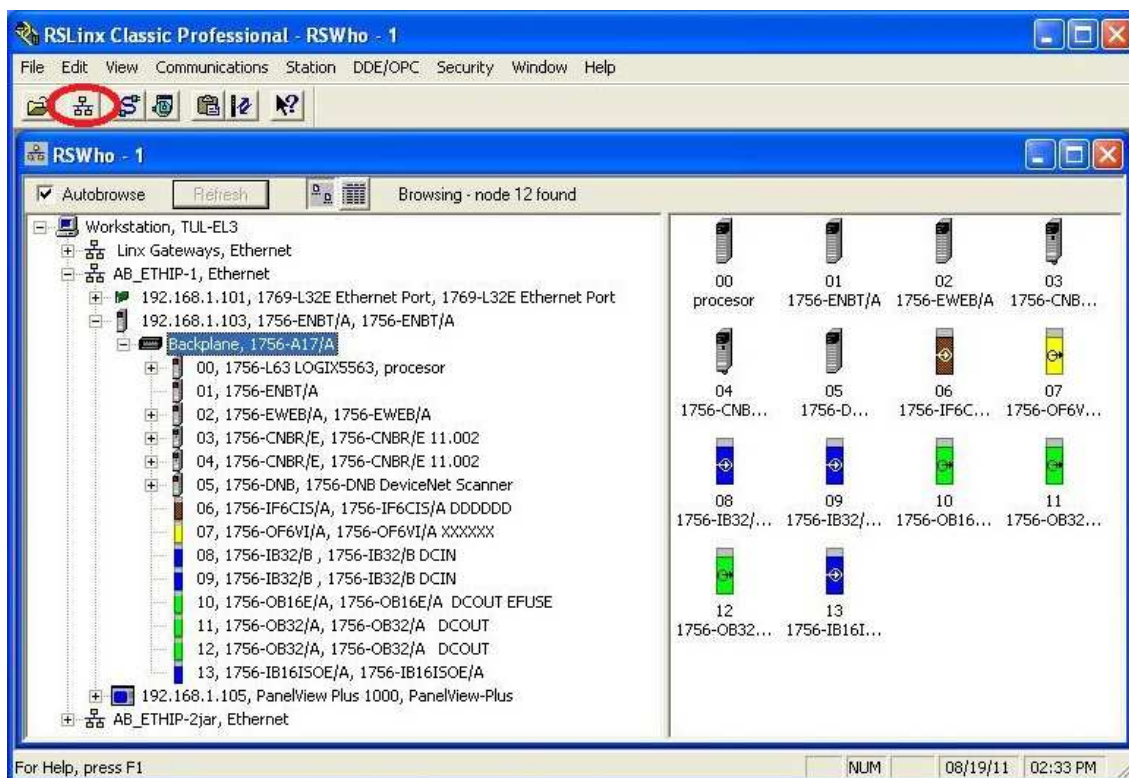 RSLinx Classic Professional - RSWho - 1
File Edit View Communications Station DDE/OPC Security Window Help
RSWho - 1
Autobrowse Refresh Browsing - node 12 found
Workstation, TUL-EL3
Linx Gateways, Ethernet
AB_ETHIP-1, Ethernet
192.168.1.101, 1769-L32E Ethernet Port, 1769-L32E Ethernet Port
192.168.1.103, 1756-ENBT/A, 1756-ENBT/A
Backplane, 1756-A17/A
00, 1756-L63 LOGIX5563, procesor
01, 1756-ENBT/A
02, 1756-EWEB/A, 1756-EWEB/A
03, 1756-CNBR/E, 1756-CNBR/E 11.002
04, 1756-CNBR/E, 1756-CNBR/E 11.002
05, 1756-DNB, 1756-DNB DeviceNet Scanner
06, 1756-IF6CIS/A, 1756-IF6CIS/A DDDDDD
07, 1756-OF6VI/A, 1756-OF6VI/A XXXXXX
08, 1756-IB32/B , 1756-IB32/B DCIN
09, 1756-IB32/B , 1756-IB32/B DCIN
10, 1756-OB16E/A, 1756-OB16E/A DCOUT EFUSE
11, 1756-OB32/A, 1756-OB32/A DCOUT
12, 1756-OB32/A, 1756-OB32/A DCOUT
13, 1756-IB16ISOE/A, 1756-IB16ISOE/A
192.168.1.105, PanelView Plus 1000, PanelView-Plus
AB_ETHIP-2jar, Ethernet
00 01 02 03
procesor 1756-ENBT/A 1756-EWEB/A 1756-CNB...
04 05 06 07
1756-CNB... 1756-D... 1756-IF6C... 1756-OF6V...
08 09 10 11
1756-IB32/... 1756-IB32/... 1756-OB16... 1756-OB32...
12 13
1756-OB32... 1756-IB16I...
For Help, press F1 NUM 08/19/11 02:33 PM